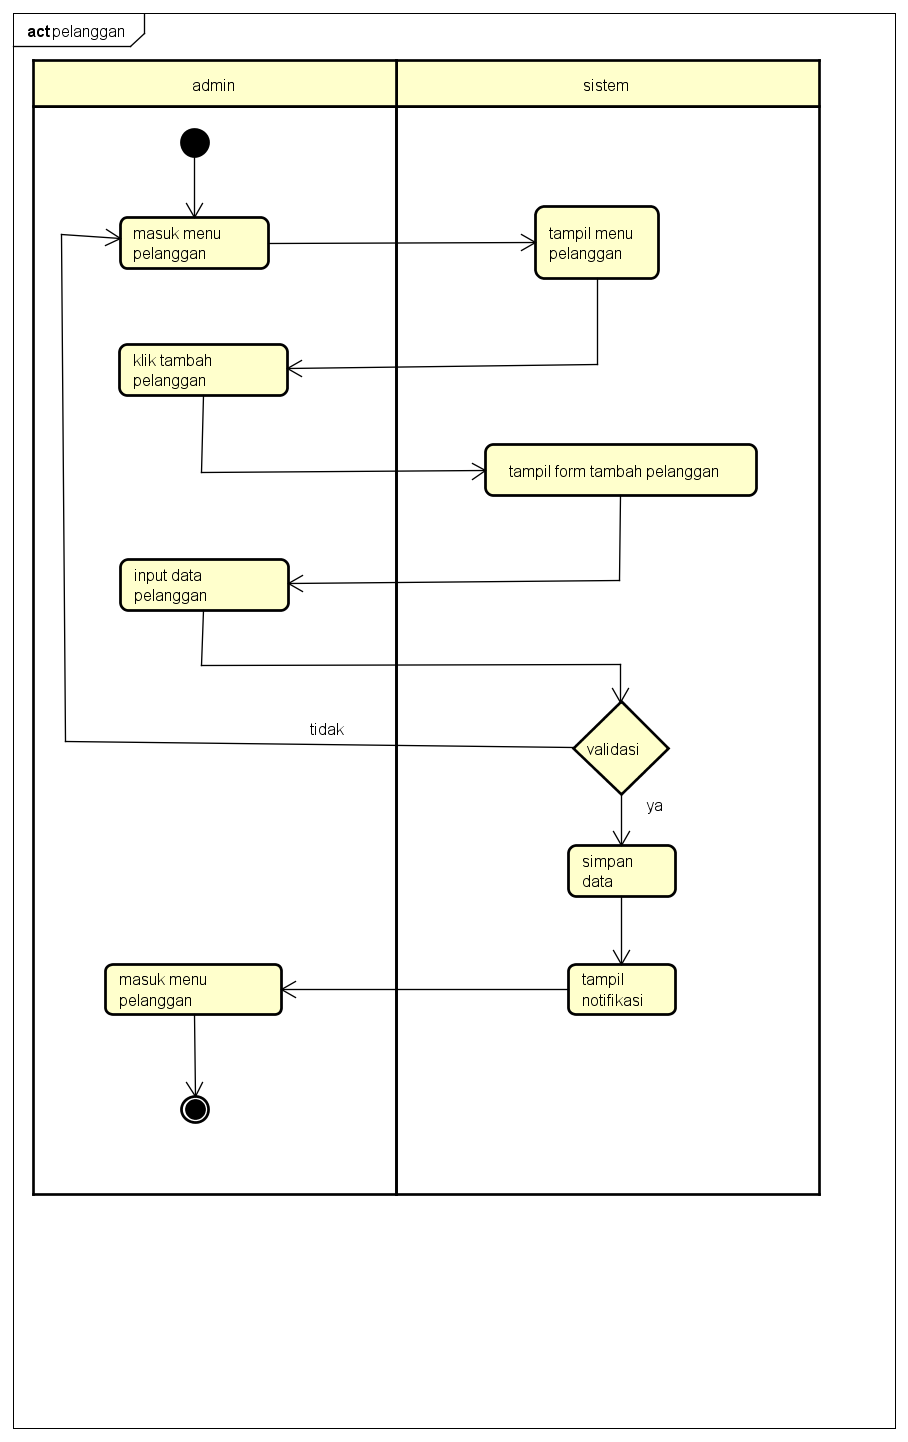 act pelanggan
admin
sistem
masuk menu
pelanggan
tampil menu
pelanggan
klik tambah
pelanggan
tampil form tambah pelanggan
input data
pelanggan
tidak
validasi
ya
simpan
data
masuk menu
pelanggan
tampil
notifikasi